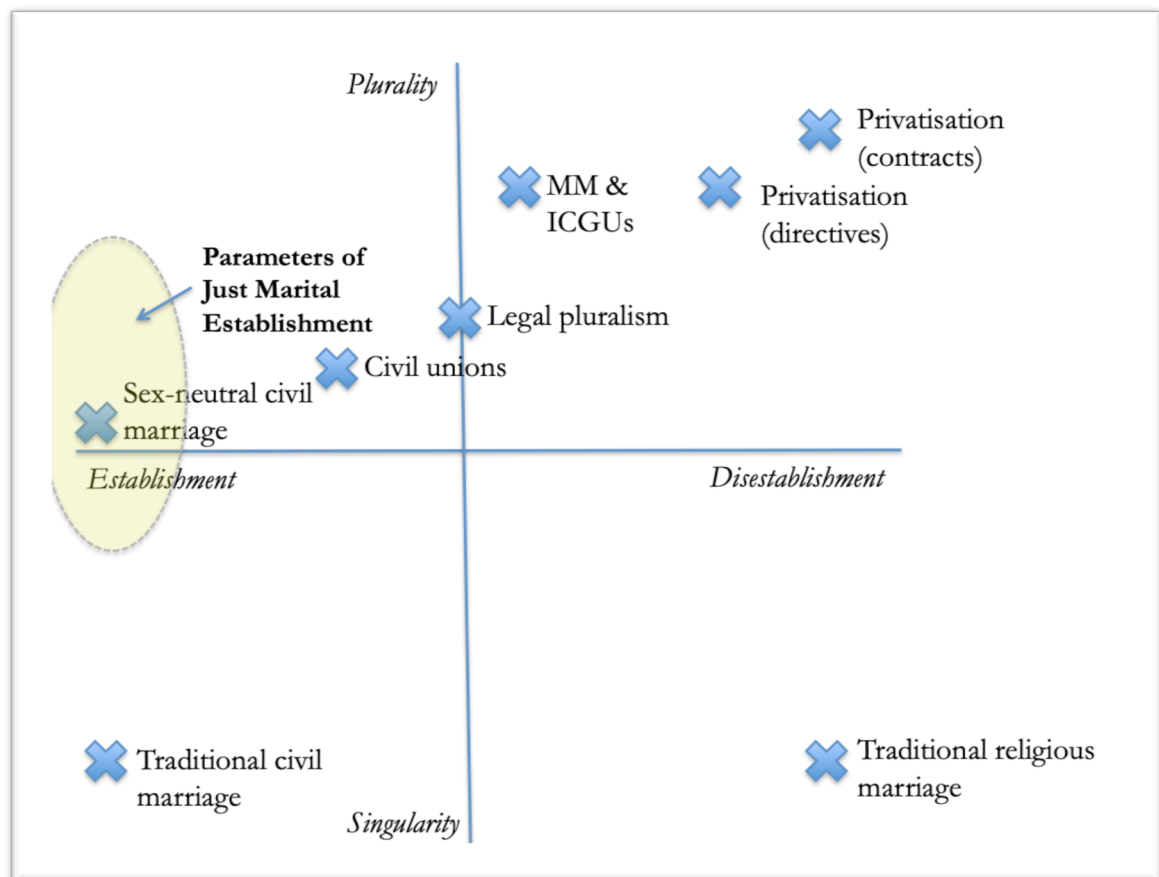 Plurality
Privatisation
(contracts)
MM &
ICGUs
Privatisation
(directives)
Parameters of
Just Marital
Establishment
Legal pluralism
Civil unions
Sex-neutral civil
marriage
Establishment
Disestablishment
Traditional civil
marriage
Traditional religious
marriage
Singularity